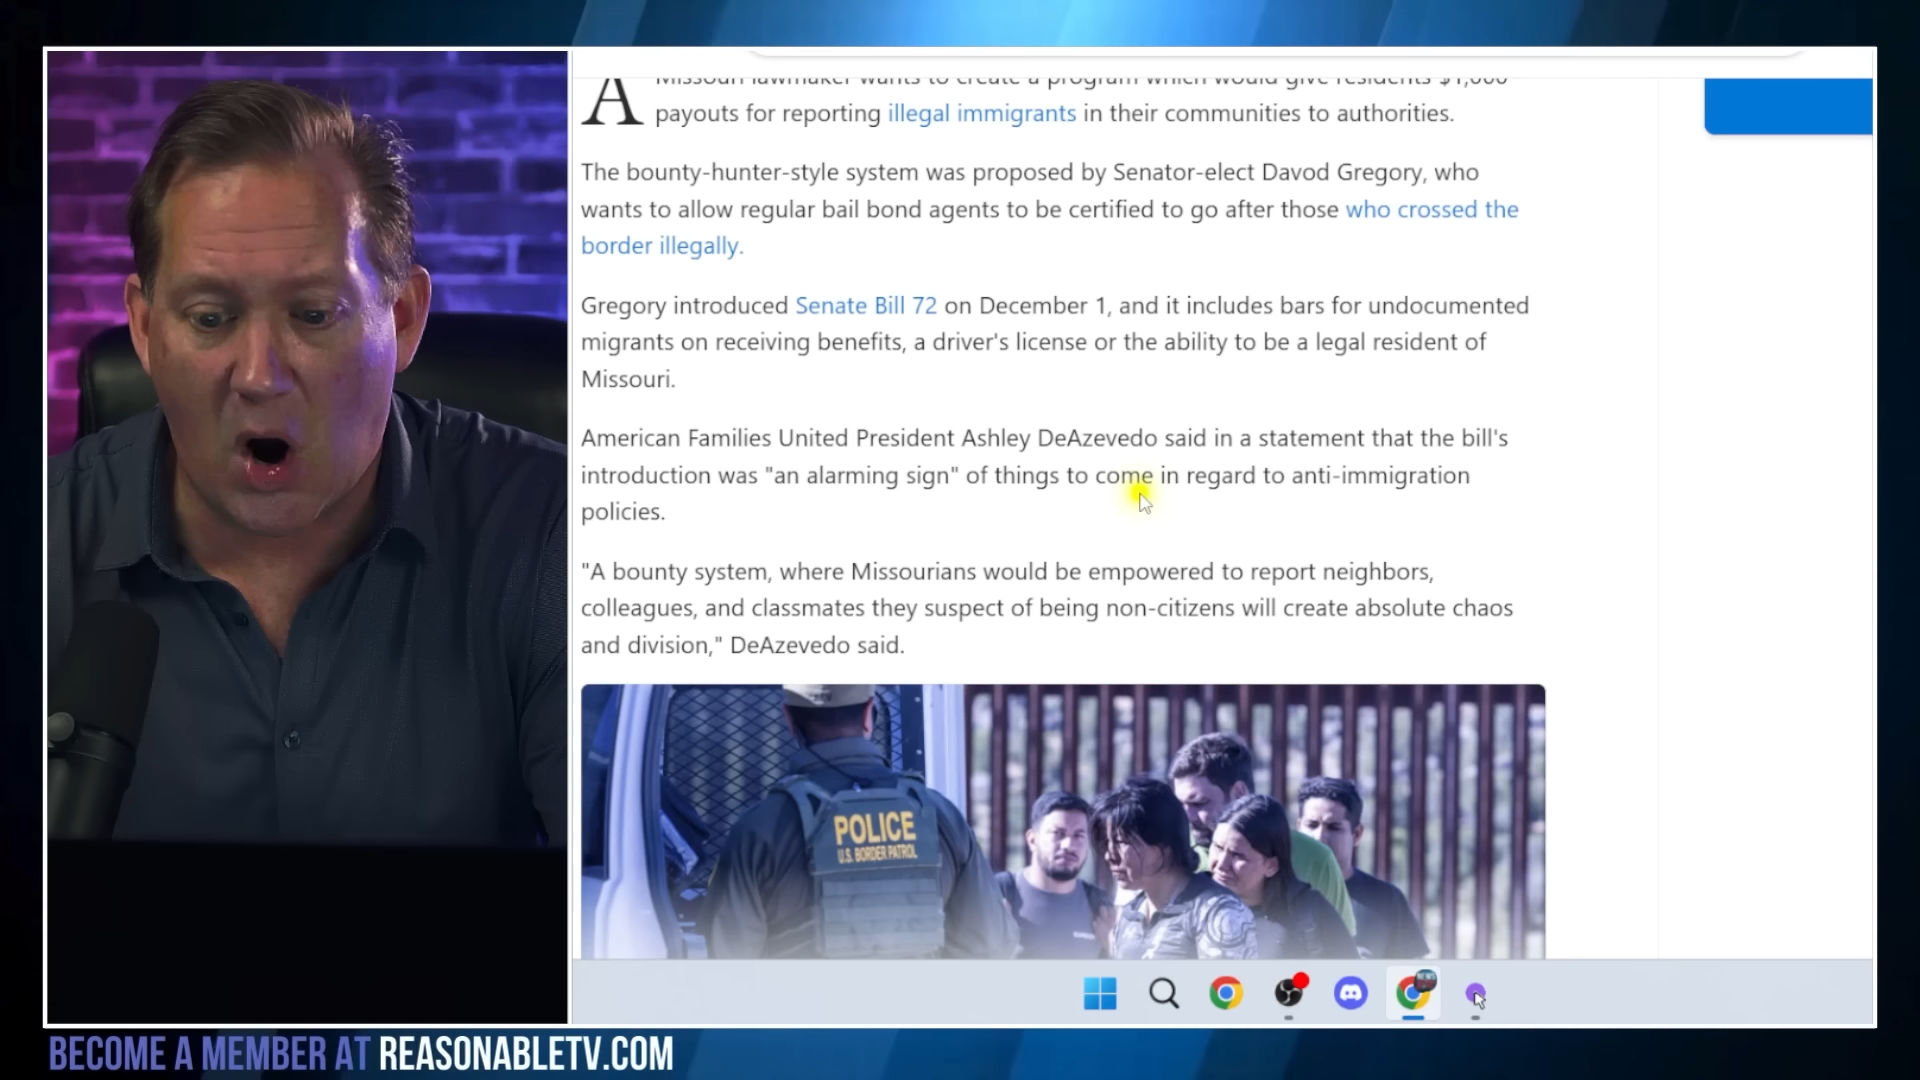 A Missouri lawmaker wants to create a program which would give residents $1,000
payouts for reporting illegal immigrants in their communities to authorities.
The bounty-hunter-style system was proposed by Senator-elect Davod Gregory, who
wants to allow regular bail bond agents to be certified to go after those who crossed the
border illegally.
Gregory introduced Senate Bill 72 on December 1, and it includes bars for undocumented
migrants on receiving benefits, a driver's license or the ability to be a legal resident of
Missouri.
American Families United President Ashley DeAzevedo said in a statement that the bill's
introduction was "an alarming sign" of things to come in regard to anti-immigration
policies.
"A bounty system, where Missourians would be empowered to report neighbors,
colleagues, and classmates they suspect of being non-citizens will create absolute chaos
and division," DeAzevedo said.
POLICE
U.S. BORDER PATROL
BECOME A MEMBER AT REASONABLETV.COM